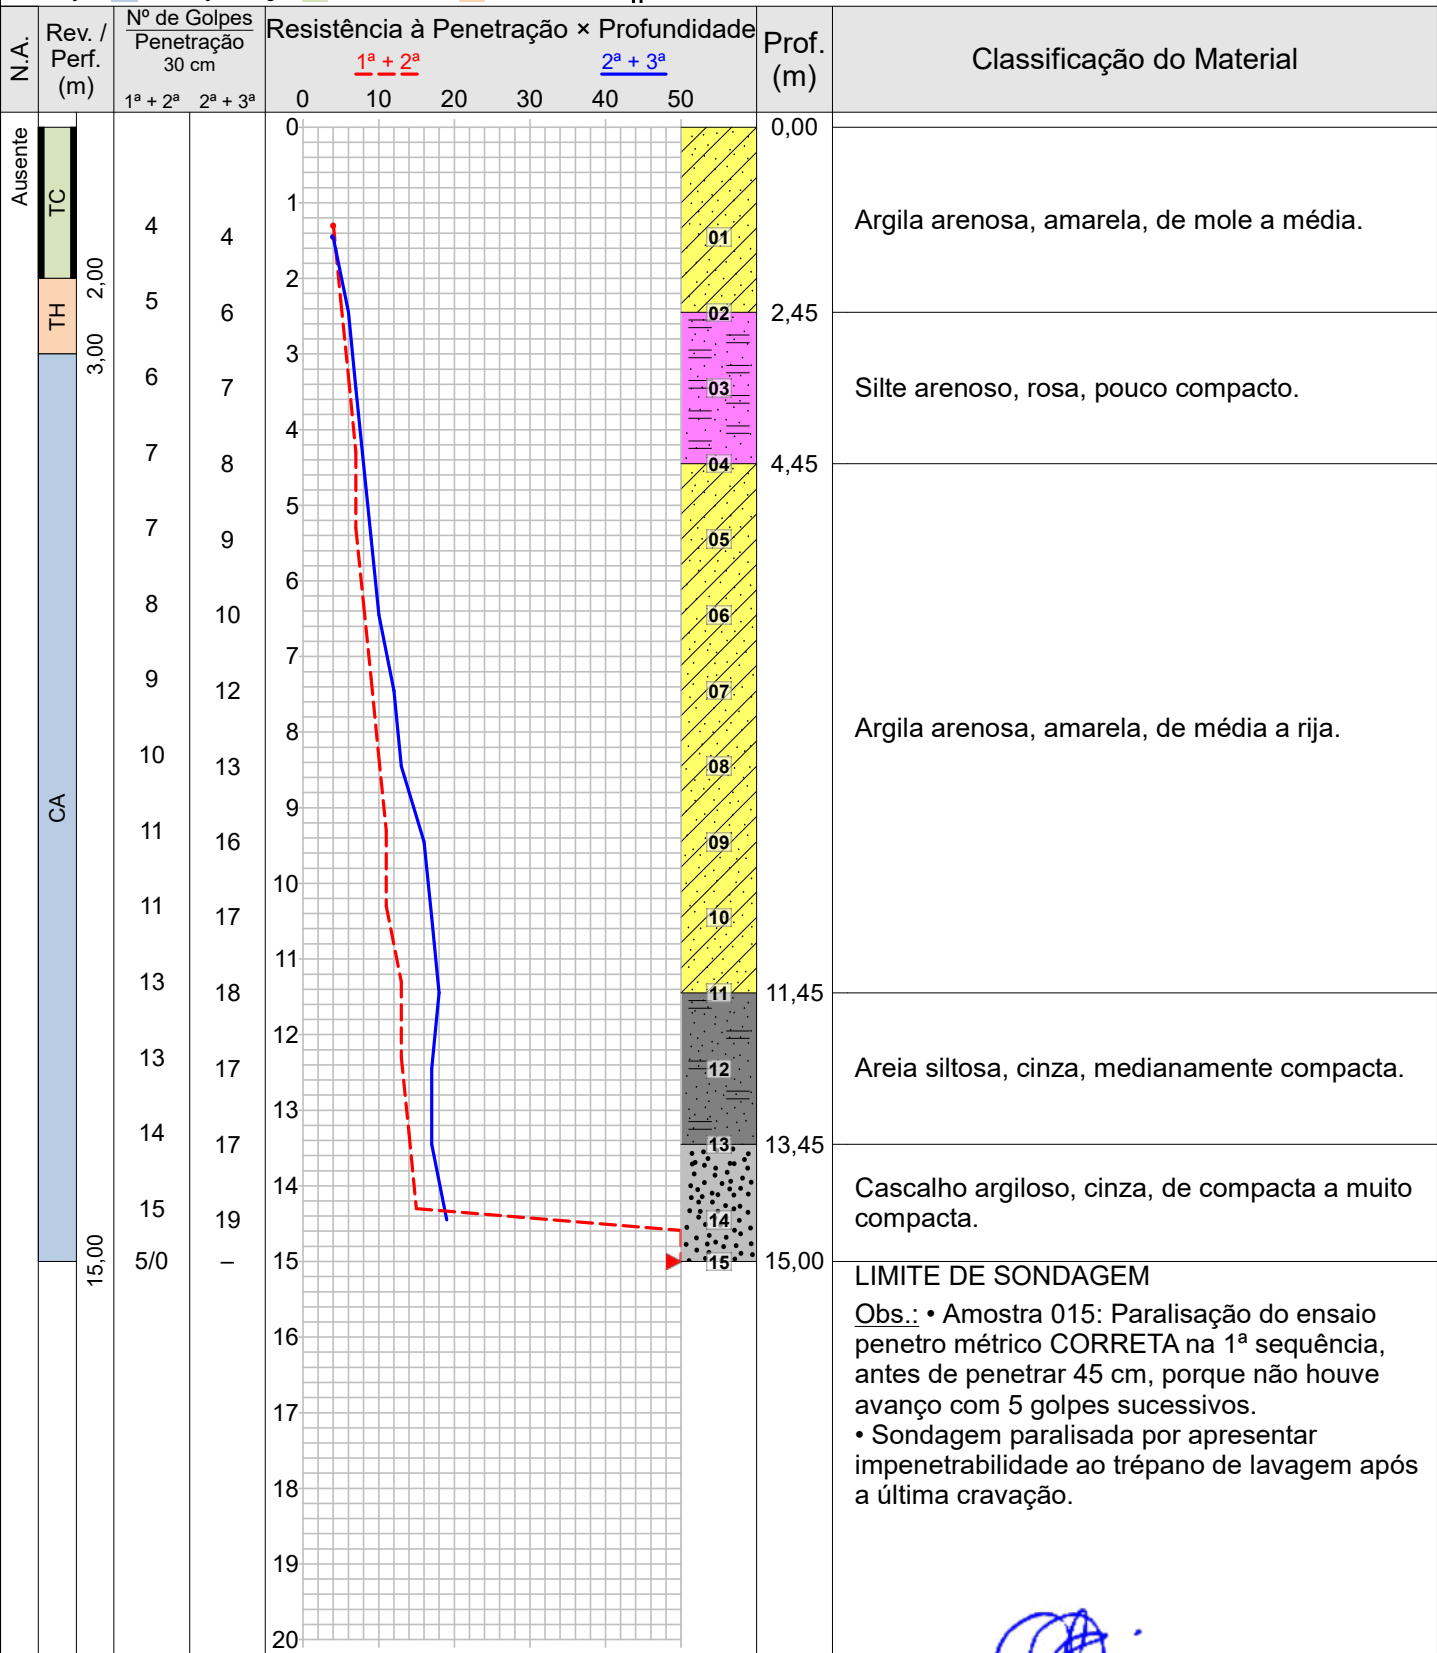 N.A.
Rev. /
Perf.
(m)
Nº de Golpes
Penetração
30 cm
1ª + 2ª 2ª + 3ª
Resistência à Penetração × Profundidade
1ª + 2ª 2ª + 3ª
0 10 20 30 40 50
Prof.
(m)
Classificação do Material
Ausente
TC
2,00
TH
3,00
CA
15,00
4 4
5 6
6 7
7 8
7 9
8 10
9 12
10 13
11 16
11 17
13 18
13 17
14 17
15 19
5/0 –
0
1
2
3
4
5
6
7
8
9
10
11
12
13
14
15
16
17
18
19
20
01
02
03
04
05
06
07
08
09
10
11
12
13
14
15
0,00
Argila arenosa, amarela, de mole a média.
2,45
Silte arenoso, rosa, pouco compacto.
4,45
Argila arenosa, amarela, de média a rija.
11,45
Areia siltosa, cinza, medianamente compacta.
13,45
Cascalho argiloso, cinza, de compacta a muito
compacta.
15,00
LIMITE DE SONDAGEM
Obs.: • Amostra 015: Paralisação do ensaio
penetro métrico CORRETA na 1ª sequência,
antes de penetrar 45 cm, porque não houve
avanço com 5 golpes sucessivos.
• Sondagem paralisada por apresentar
impenetrabilidade ao trépano de lavagem após
a última cravação.